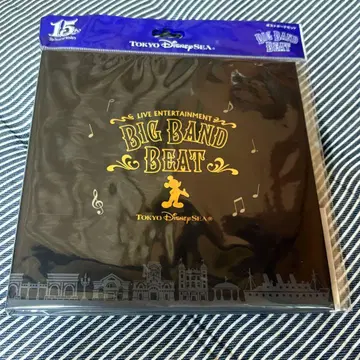 15
TOKYO DISNEYSEA®
BIG BAND
BEAT
LIVE ENTERTAINMENT
BIG BAND
BEAT
TOKYO DISNEYSEA®